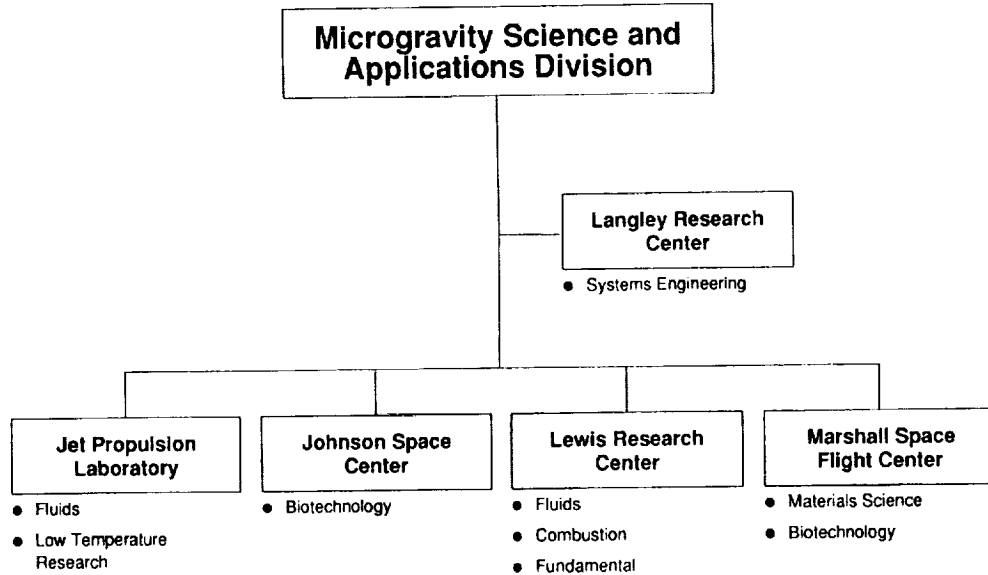 Microgravity Science and
Applications Division
Langley Research
Center
● Systems Engineering
Jet Propulsion
Laboratory
● Fluids
● Low Temperature
Research
Johnson Space
Center
● Biotechnology
Lewis Research
Center
● Fluids
● Combustion
● Fundamental
Marshall Space
Flight Center
● Materials Science
● Biotechnology